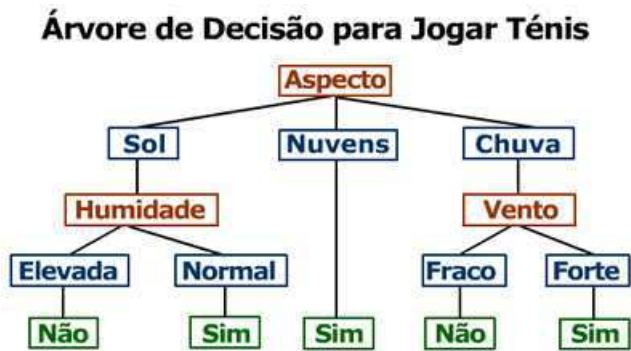 Árvore de Decisão para Jogar Ténis
Aspecto
Sol Nuvens Chuva
Humidade Vento
Elevada Normal Fraco Forte
Não Sim Sim Não Sim